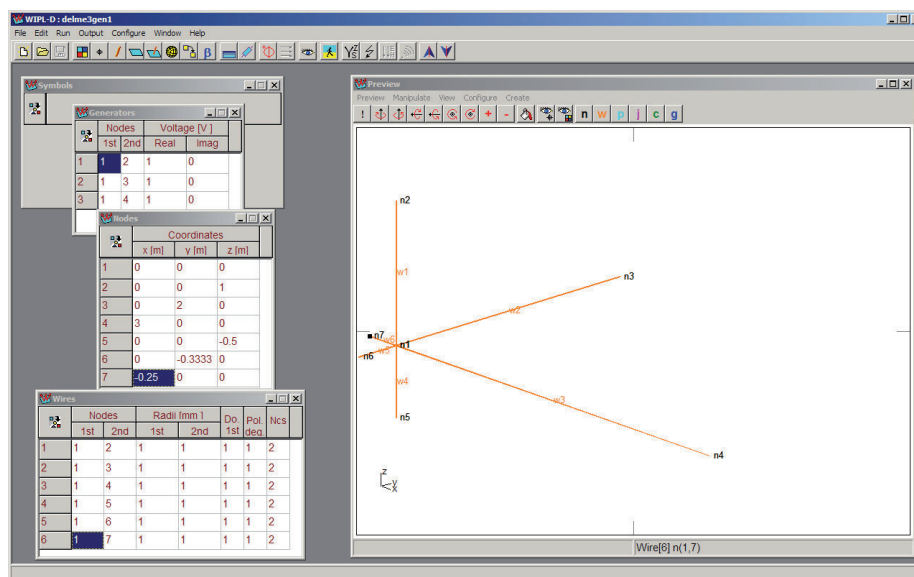 WIPL-D : delme3gen1
File Edit Run Output Configure Window Help
Symbols
Generators
Nodes Voltage [V ]
1st 2nd Real Imag
1 1 2 1 0
2 1 3 1 0
3 1 4 1 0
Nodes
Coordinates
x [m] y [m] z [m]
1 0 0 0
2 0 0 1
3 0 2 0
4 3 0 0
5 0 0 -0.5
6 0 -0.3333 0
7 -0.25 0 0
Wires
Nodes Radii [mm ] Do. Pol. Ncs
1st 2nd 1st 2nd 1st deg.
1 1 2 1 1 1 1 2
2 1 3 1 1 1 1 2
3 1 4 1 1 1 1 2
4 1 5 1 1 1 1 2
5 1 6 1 1 1 1 2
6 1 7 1 1 1 1 2
Preview
Preview Manipulate View Configure Create
! + - n w p j c g
n2
w1
n3
w2
n7
w6
n1
w5
n6
w4
w3
n5
n4
z
y
x
Wire[6] n(1,7)